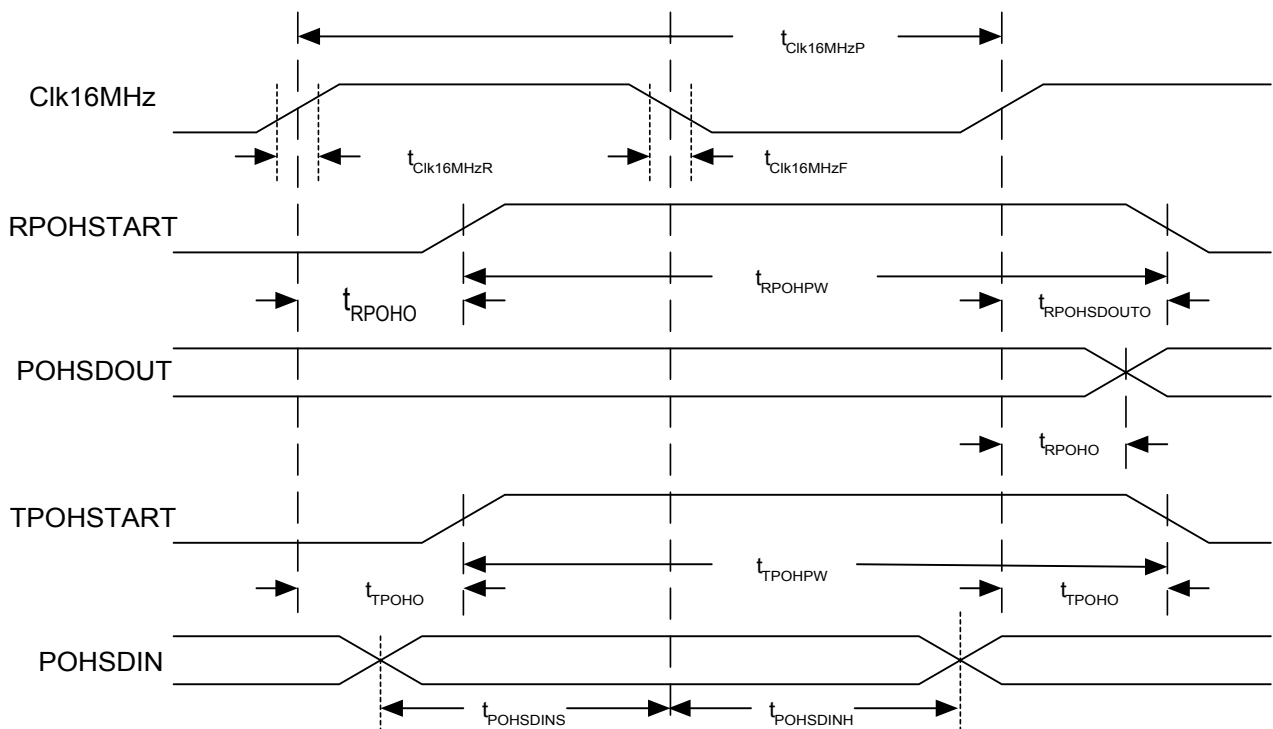 tClk16MHzP
Clk16MHz
tClk16MHzR
tClk16MHzF
RPOHSTART
tRPOHPW
tRPOHO
tRPOHSDOUTO
POHSDOUT
tRPOHO
TPOHSTART
tTPOHPW
tTPOHO
tTPOHO
POHSDIN
tPOHSDINS
tPOHSDINH